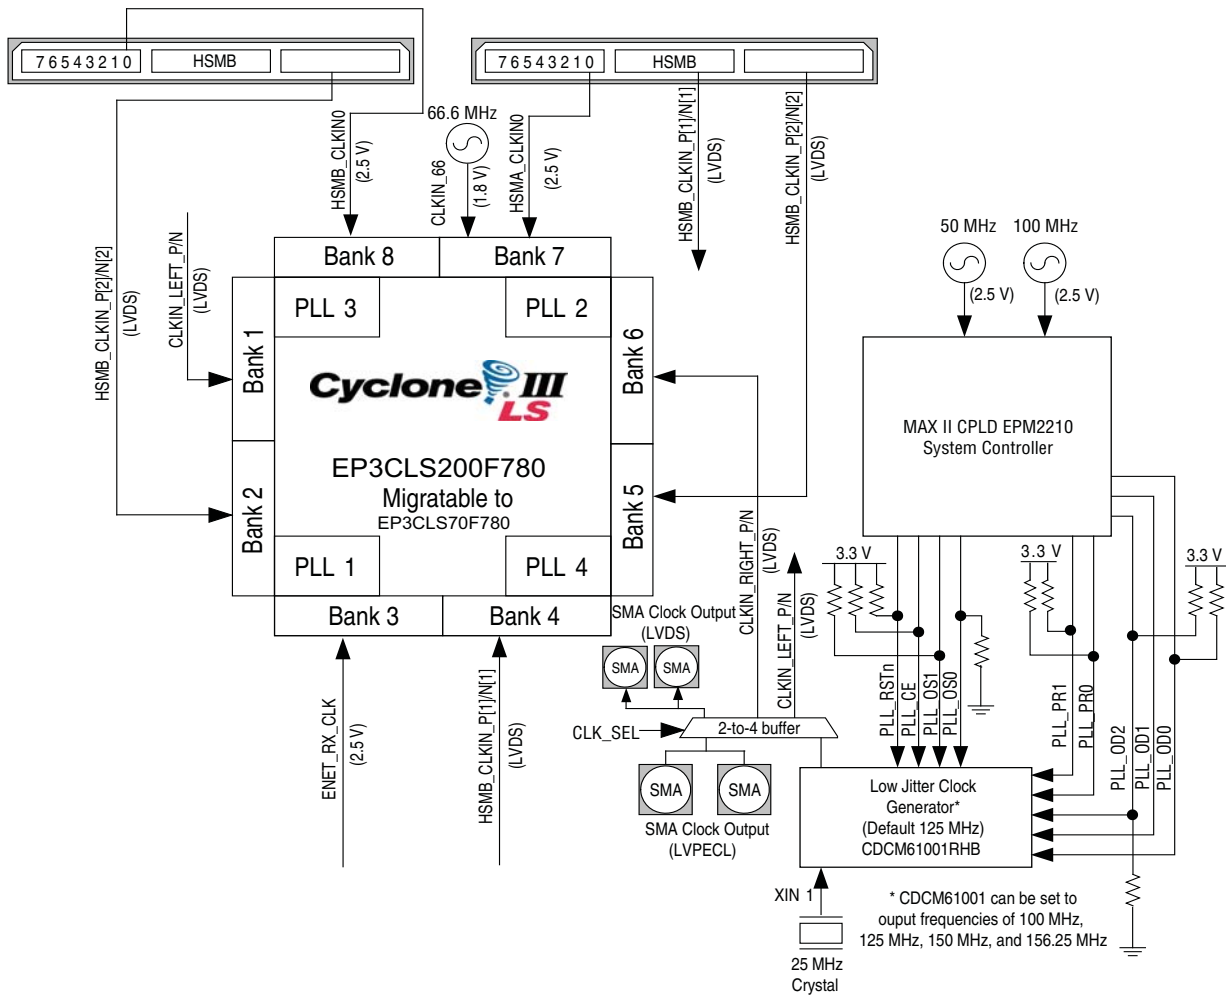 7 6 5 4 3 2 1 0
HSMB
7 6 5 4 3 2 1 0
HSMB
HSMB_CLKIN_P[2]/N[2]
(LVDS)
CLKIN_LEFT_P/N
(LVDS)
HSMB_CLKIN0
(2.5 V)
66.6 MHz
CLKIN_66
(1.8 V)
HSMA_CLKIN0
(2.5 V)
HSMB_CLKIN_P[1]/N[1]
(LVDS)
HSMB_CLKIN_P[2]/N[2]
(LVDS)
50 MHz
100 MHz
(2.5 V)
(2.5 V)
Bank 8
Bank 7
PLL 3
PLL 2
Bank 1
Bank 6
Cyclone III
LS
EP3CLS200F780
Migratable to
EP3CLS70F780
Bank 2
Bank 5
PLL 1
PLL 4
Bank 3
Bank 4
MAX II CPLD EPM2210
System Controller
3.3 V
3.3 V
3.3 V
CLKIN_RIGHT_P/N
(LVDS)
CLKIN_LEFT_P/N
(LVDS)
SMA Clock Output
(LVDS)
SMA
SMA
CLK_SEL
2-to-4 buffer
SMA
SMA
SMA Clock Output
(LVPECL)
ENET_RX_CLK
(2.5 V)
HSMB_CLKIN_P[1]/N[1]
(LVDS)
PLL_RSTn
PLL_CE
PLL_OS1
PLL_OS0
PLL_PR1
PLL_PR0
PLL_OD2
PLL_OD1
PLL_OD0
Low Jitter Clock
Generator*
(Default 125 MHz)
CDCM61001RHB
XIN 1
25 MHz
Crystal
* CDCM61001 can be set to
ouput frequencies of 100 MHz,
125 MHz, 150 MHz, and 156.25 MHz